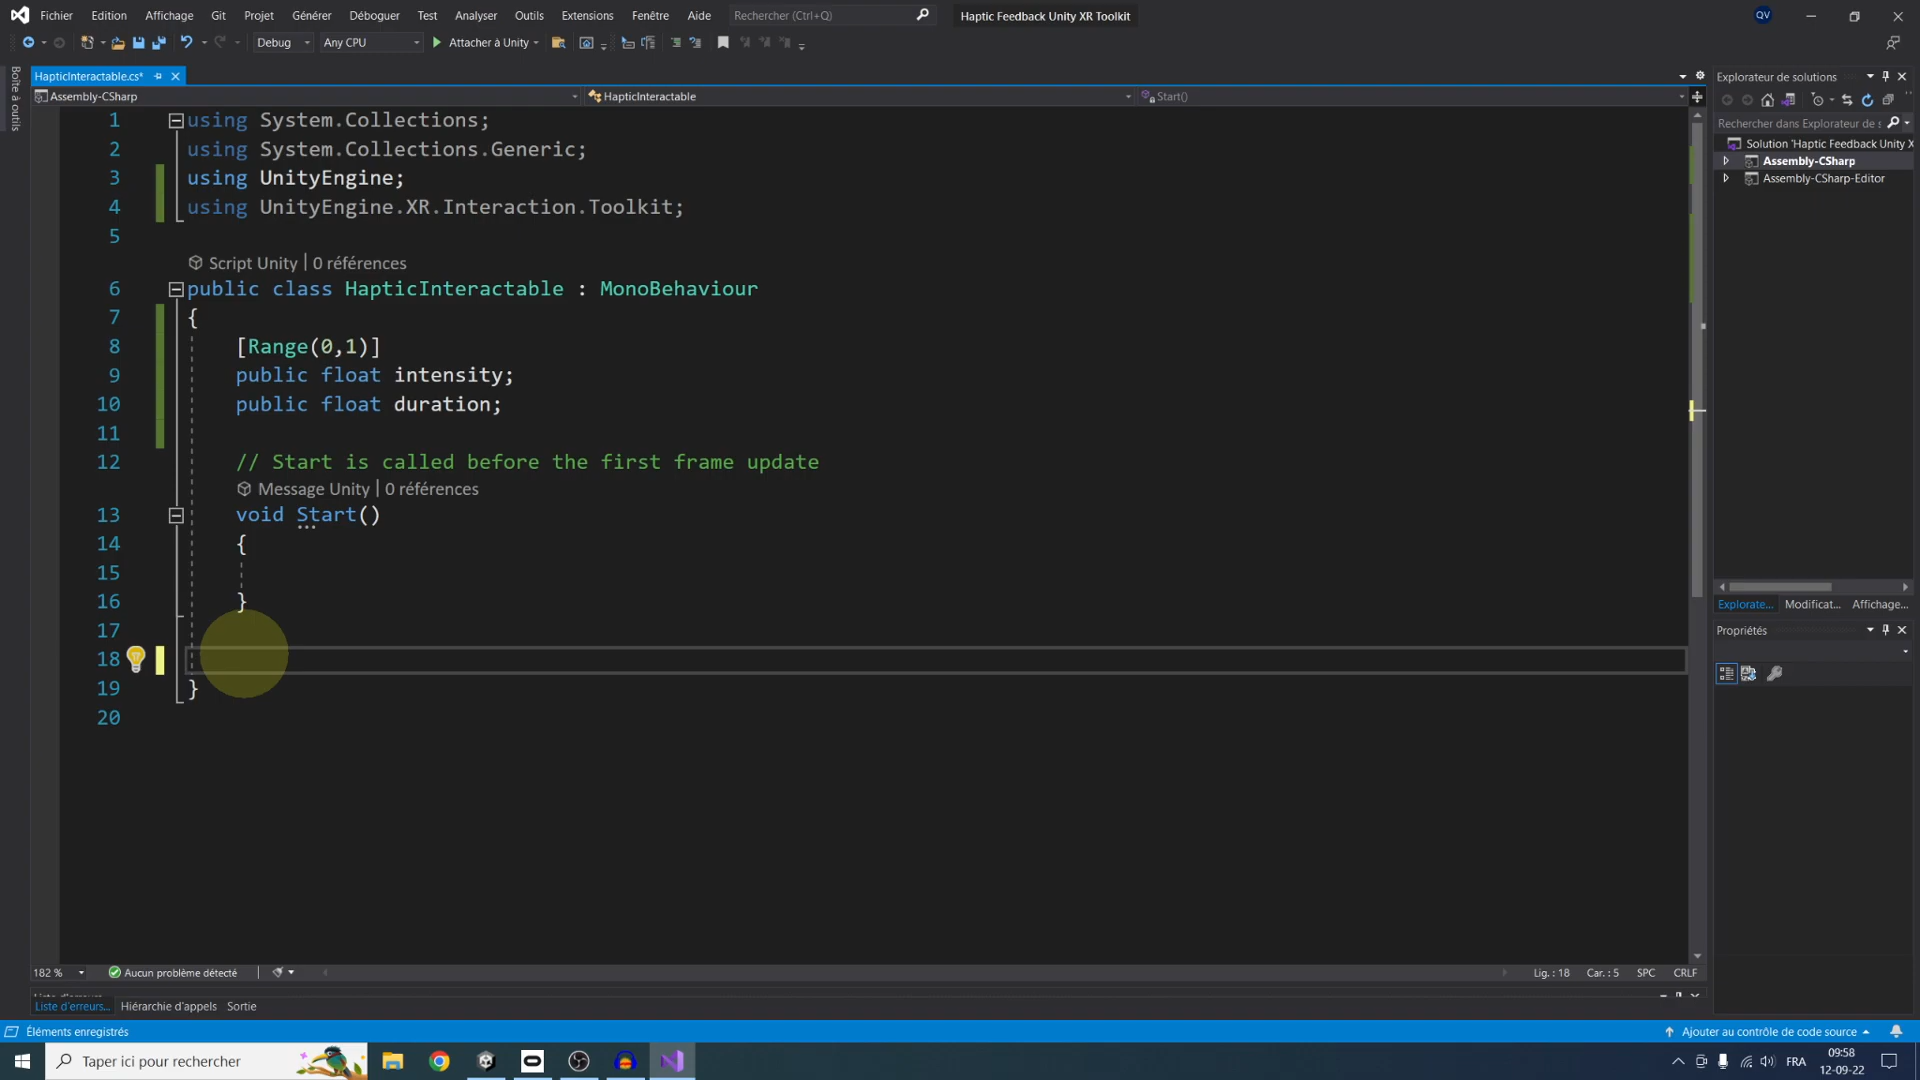 Fichier Edition Affichage Git Projet Générer Déboguer Test Analyser Outils Extensions Fenêtre Aide Rechercher (Ctrl+Q) Haptic Feedback Unity XR Toolkit QV
Debug Any CPU Attacher à Unity
Boîte à outils
HapticInteractable.cs*
Assembly-CSharp HapticInteractable Start()
1 using System.Collections;
2 using System.Collections.Generic;
3 using UnityEngine;
4 using UnityEngine.XR.Interaction.Toolkit;
5
Script Unity | 0 références
6 public class HapticInteractable : MonoBehaviour
7 {
8 [Range(0,1)]
9 public float intensity;
10 public float duration;
11
12 // Start is called before the first frame update
Message Unity | 0 références
13 void Start()
14 {
15
16 }
17
18
19 }
20
Explorateur de solutions
Rechercher dans Explorateur de s
Solution 'Haptic Feedback Unity X
Assembly-CSharp
Assembly-CSharp-Editor
Explorate... Modificat... Affichage...
Propriétés
182 % Aucun problème détecté Lig. : 18 Car. : 5 SPC CRLF
Liste d'erreurs... Hiérarchie d'appels Sortie
Éléments enregistrés Ajouter au contrôle de code source
Taper ici pour rechercher FRA 09:58
12-09-22